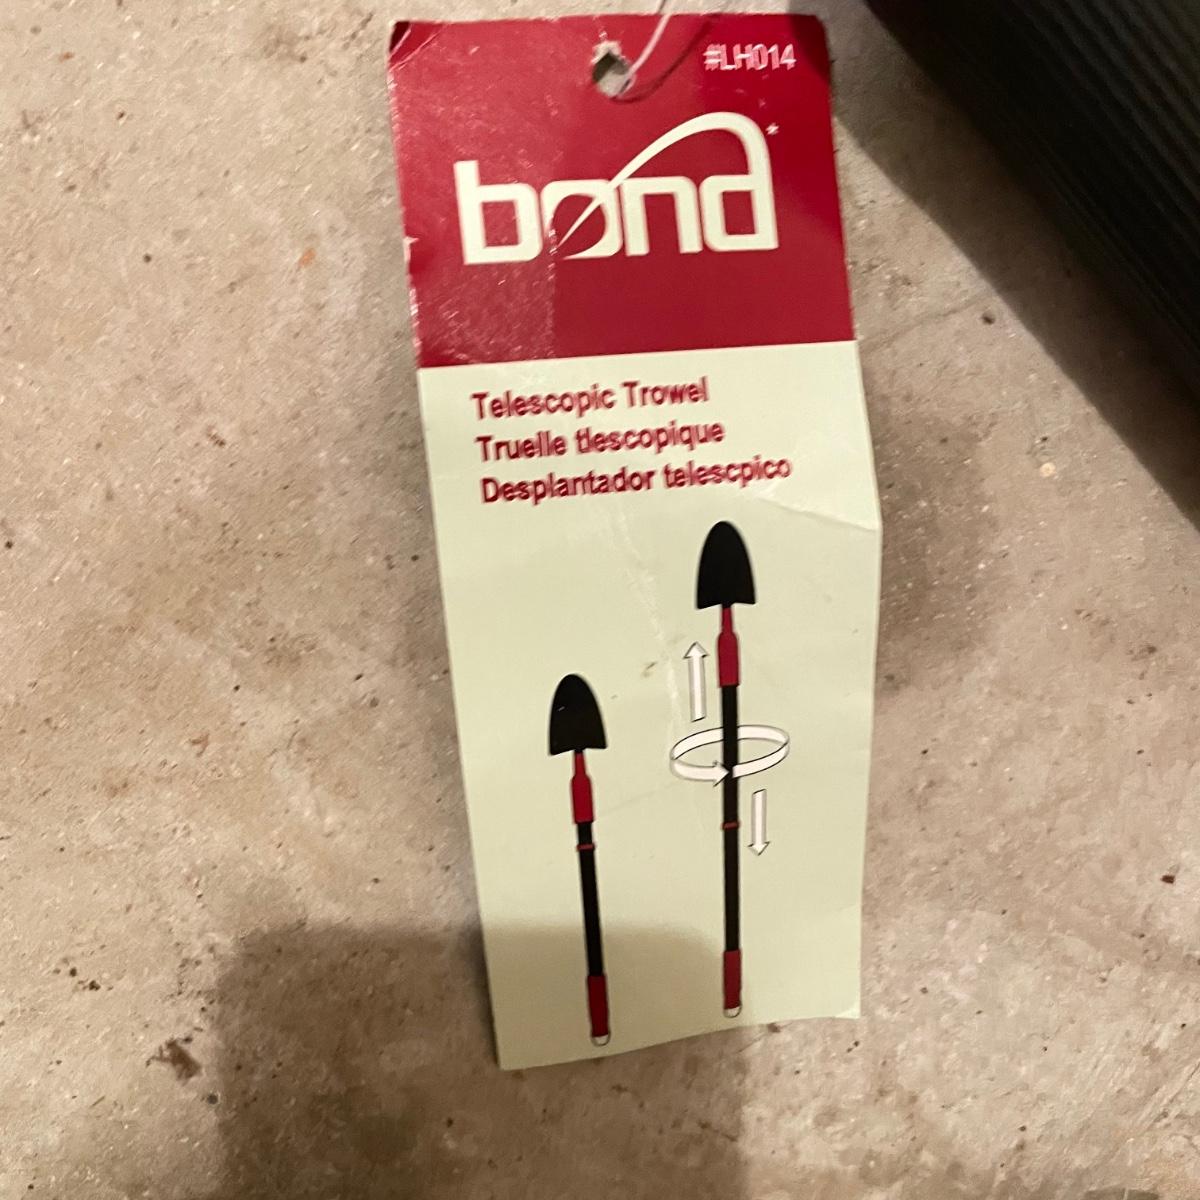 #LH014
bond*
Telescopic Trowel
Truelle tlescopique
Desplantador telescpico